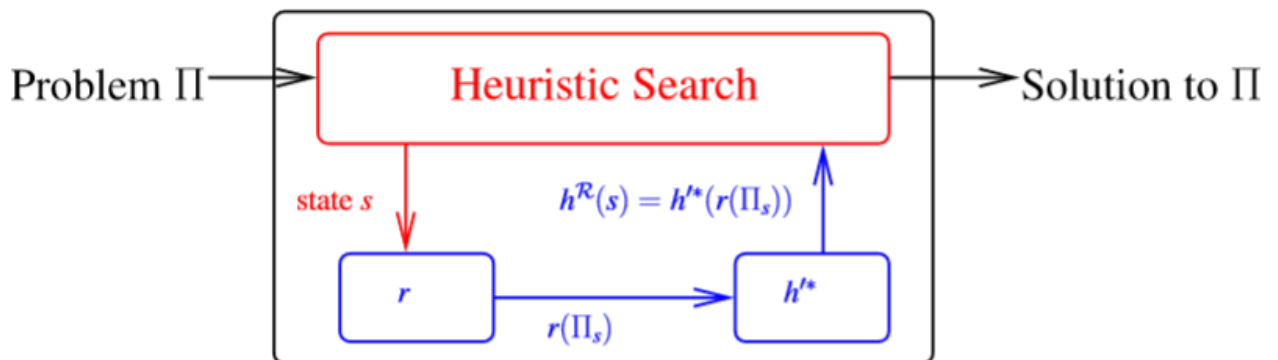 Problem Π
Heuristic Search
Solution to Π
state s
h^ℛ(s) = h′*(r(Π_s))
r
h′*
r(Π_s)